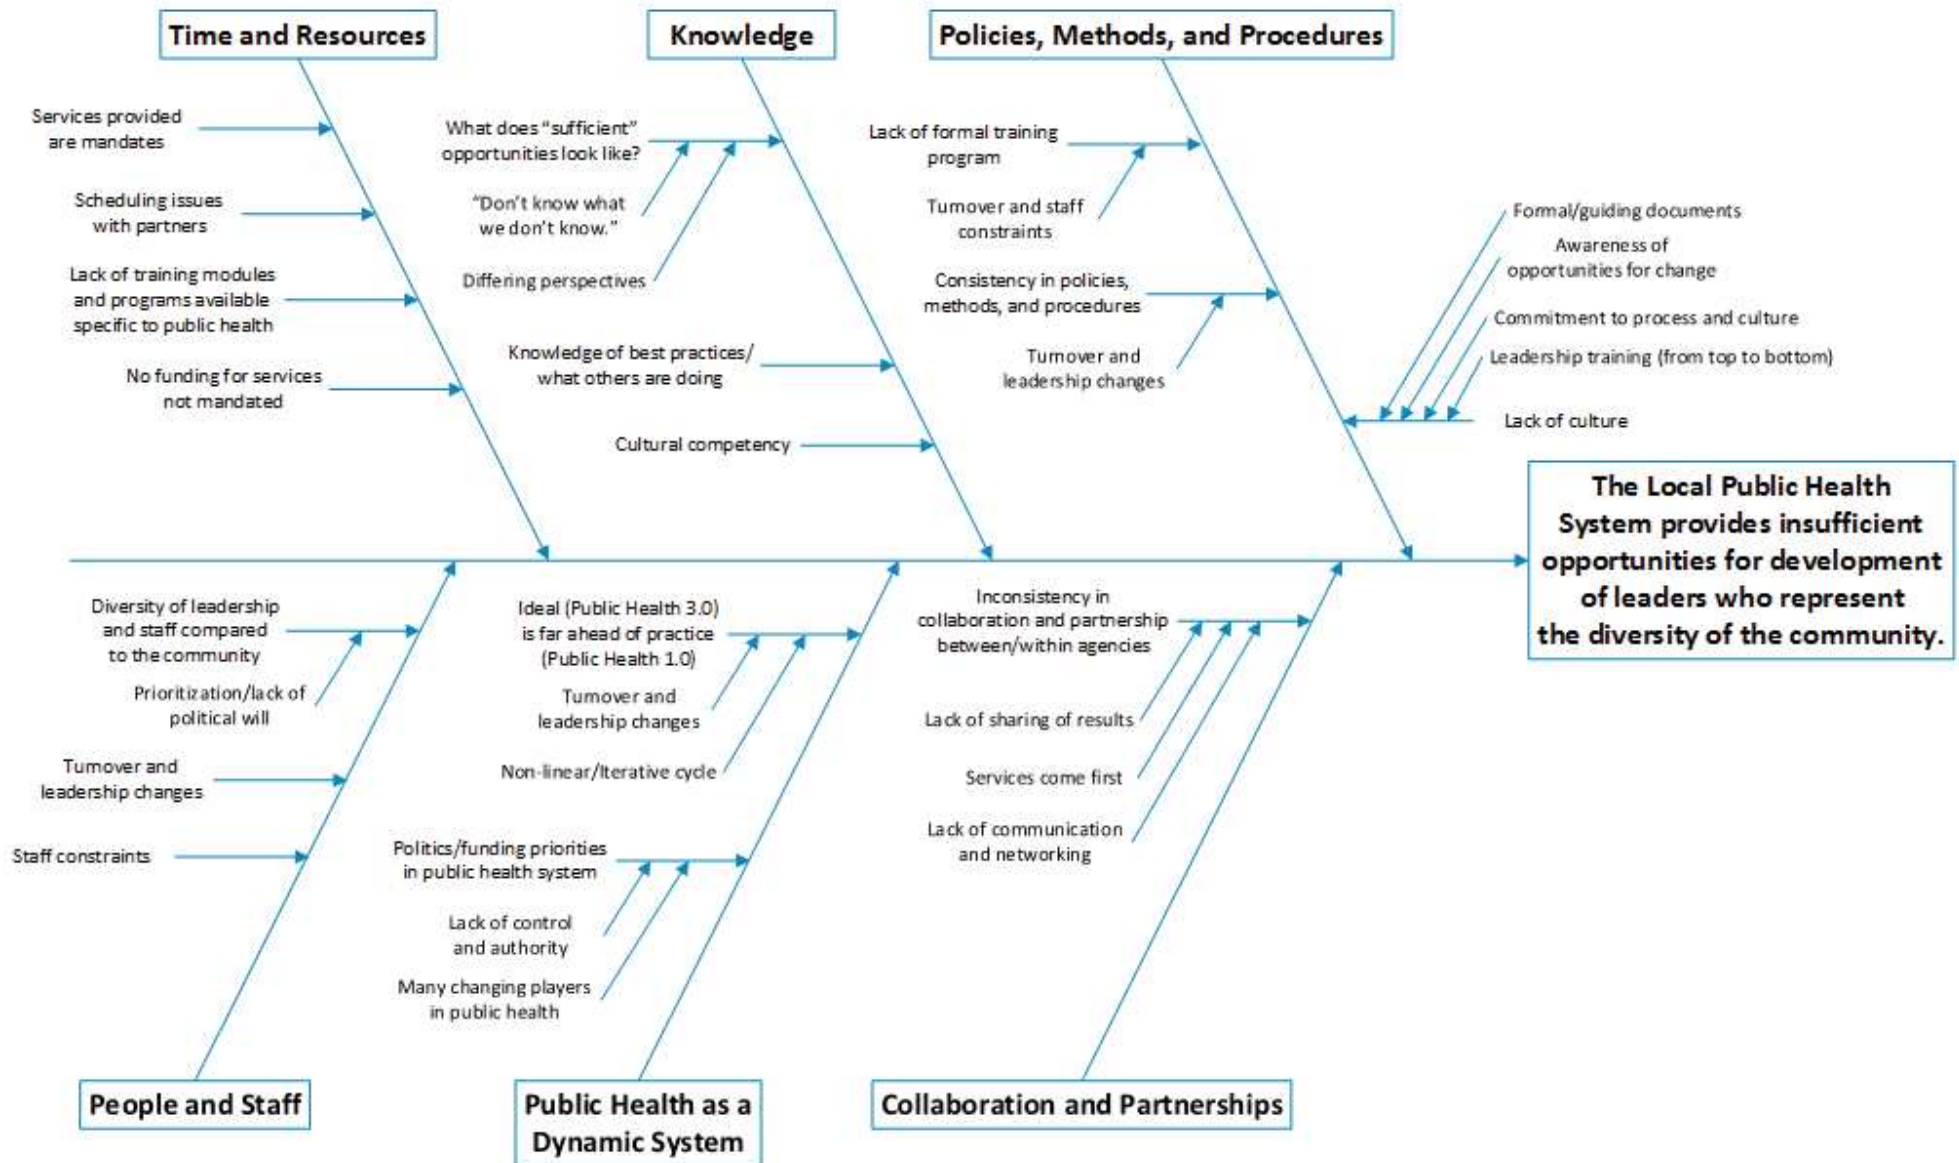 Time and Resources
Knowledge
Policies, Methods, and Procedures
Services provided
are mandates
Scheduling issues
with partners
Lack of training modules
and programs available
specific to public health
No funding for services
not mandated
What does “sufficient”
opportunities look like?
“Don’t know what
we don’t know.”
Differing perspectives
Knowledge of best practices/
what others are doing
Cultural competency
Lack of formal training
program
Turnover and staff
constraints
Consistency in policies,
methods, and procedures
Turnover and
leadership changes
Formal/guiding documents
Awareness of
opportunities for change
Commitment to process and culture
Leadership training (from top to bottom)
Lack of culture
The Local Public Health
System provides insufficient
opportunities for development
of leaders who represent
the diversity of the community.
Diversity of leadership
and staff compared
to the community
Prioritization/lack of
political will
Turnover and
leadership changes
Staff constraints
Ideal (Public Health 3.0)
is far ahead of practice
(Public Health 1.0)
Turnover and
leadership changes
Non-linear/Iterative cycle
Politics/funding priorities
in public health system
Lack of control
and authority
Many changing players
in public health
Inconsistency in
collaboration and partnership
between/within agencies
Lack of sharing of results
Services come first
Lack of communication
and networking
People and Staff
Public Health as a
Dynamic System
Collaboration and Partnerships